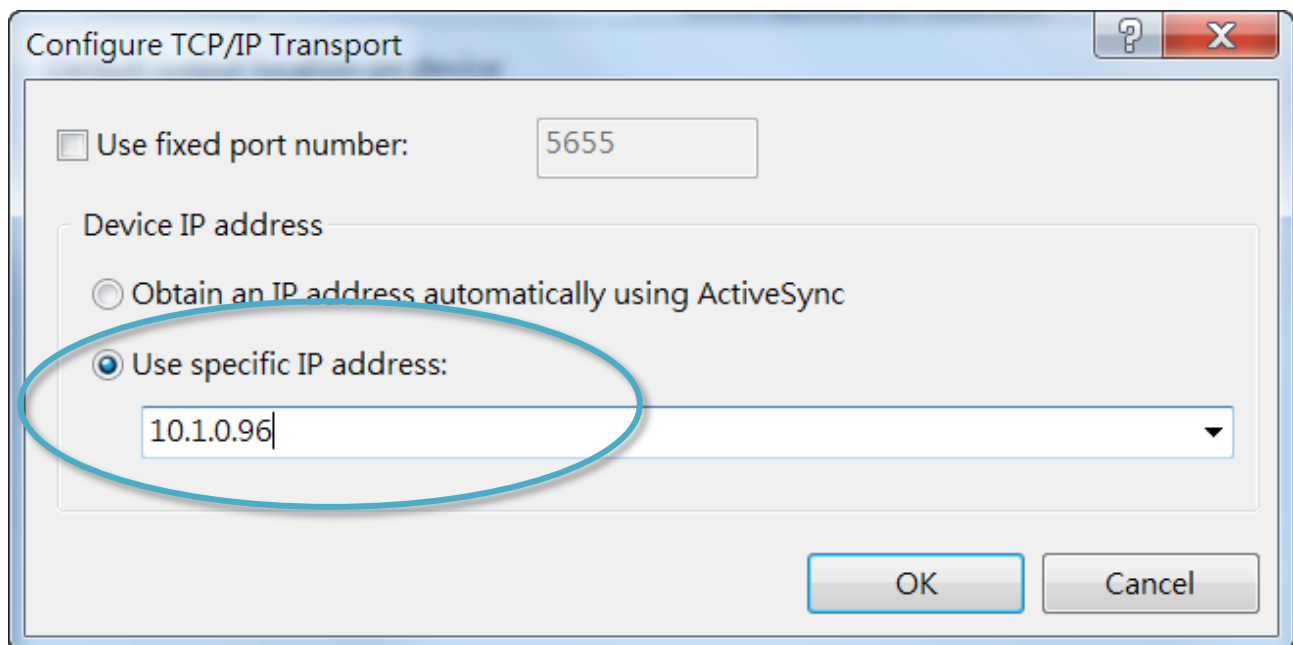 Configure TCP/IP Transport
Use fixed port number: 5655
Device IP address
Obtain an IP address automatically using ActiveSync
Use specific IP address:
10.1.0.96
OK Cancel